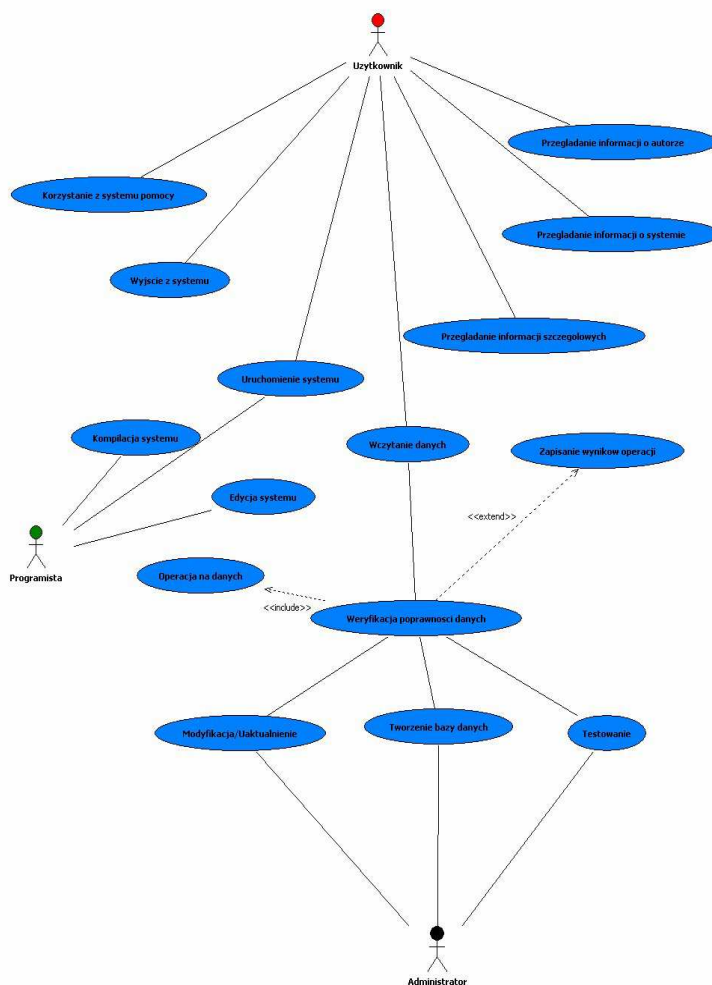 Uzytkownik
Przegladanie informacji o autorze
Korzystanie z systemu pomocy
Przegladanie informacji o systemie
Wyjscie z systemu
Przegladanie informacji szczegolowych
Uruchomienie systemu
Kompilacja systemu
Wczytanie danych
Zapisanie wynikow operacji
Edycja systemu
<<extend>>
Programista
Operacja na danych
<<include>>
Weryfikacja poprawnosci danych
Modyfikacja/Uaktualnienie
Tworzenie bazy danych
Testowanie
Administrator